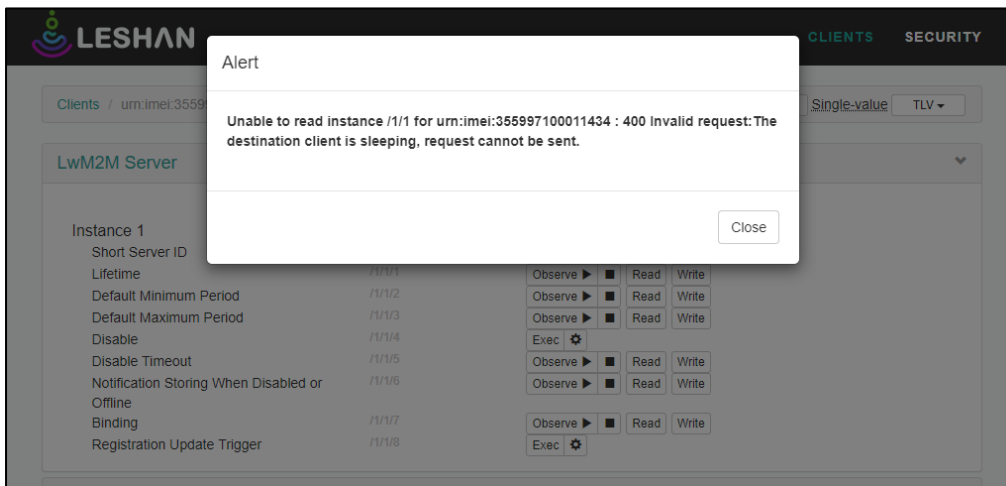 LESHΛN
CLIENTS SECURITY
Alert
Clients / urn:imei:3559
Single-value TLV
Unable to read instance /1/1 for urn:imei:355997100011434 : 400 Invalid request:The
destination client is sleeping, request cannot be sent.
LwM2M Server
Close
Instance 1
Short Server ID
Lifetime /1/1/1 Observe Read Write
Default Minimum Period /1/1/2 Observe Read Write
Default Maximum Period /1/1/3 Observe Read Write
Disable /1/1/4 Exec
Disable Timeout /1/1/5 Observe Read Write
Notification Storing When Disabled or /1/1/6 Observe Read Write
Offline
Binding /1/1/7 Observe Read Write
Registration Update Trigger /1/1/8 Exec